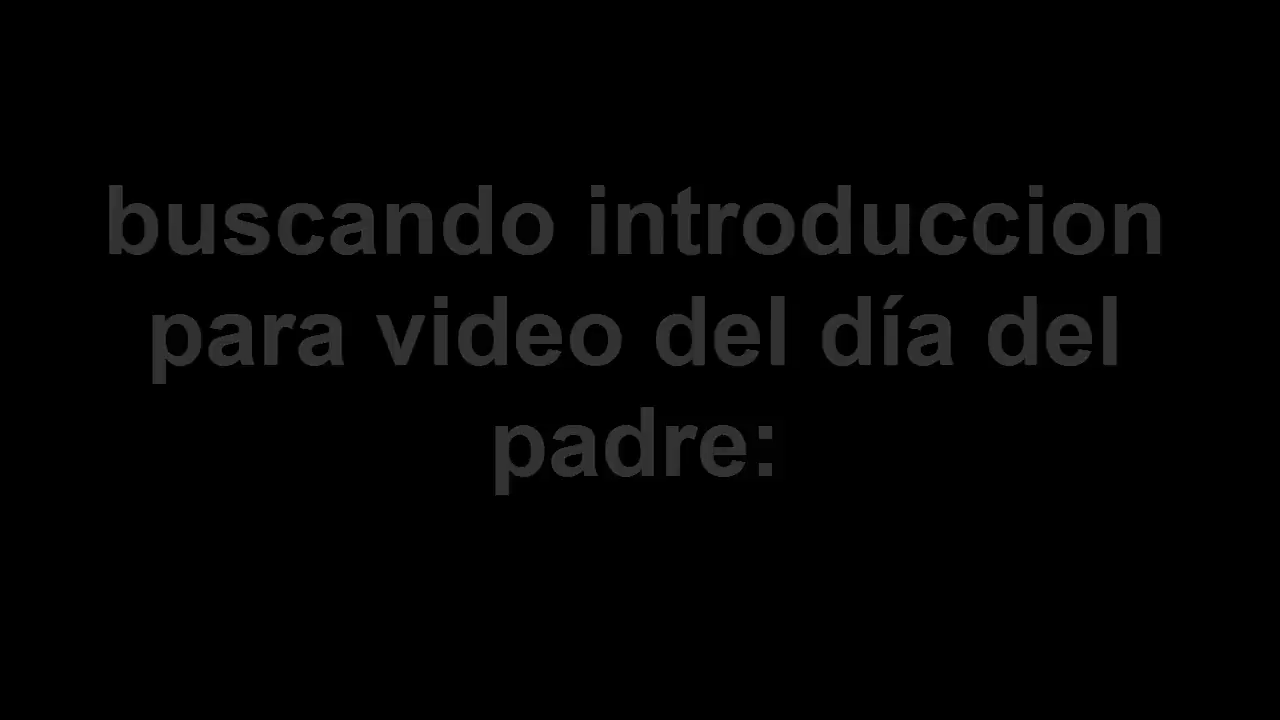 buscando introduccion
para video del día del
padre: